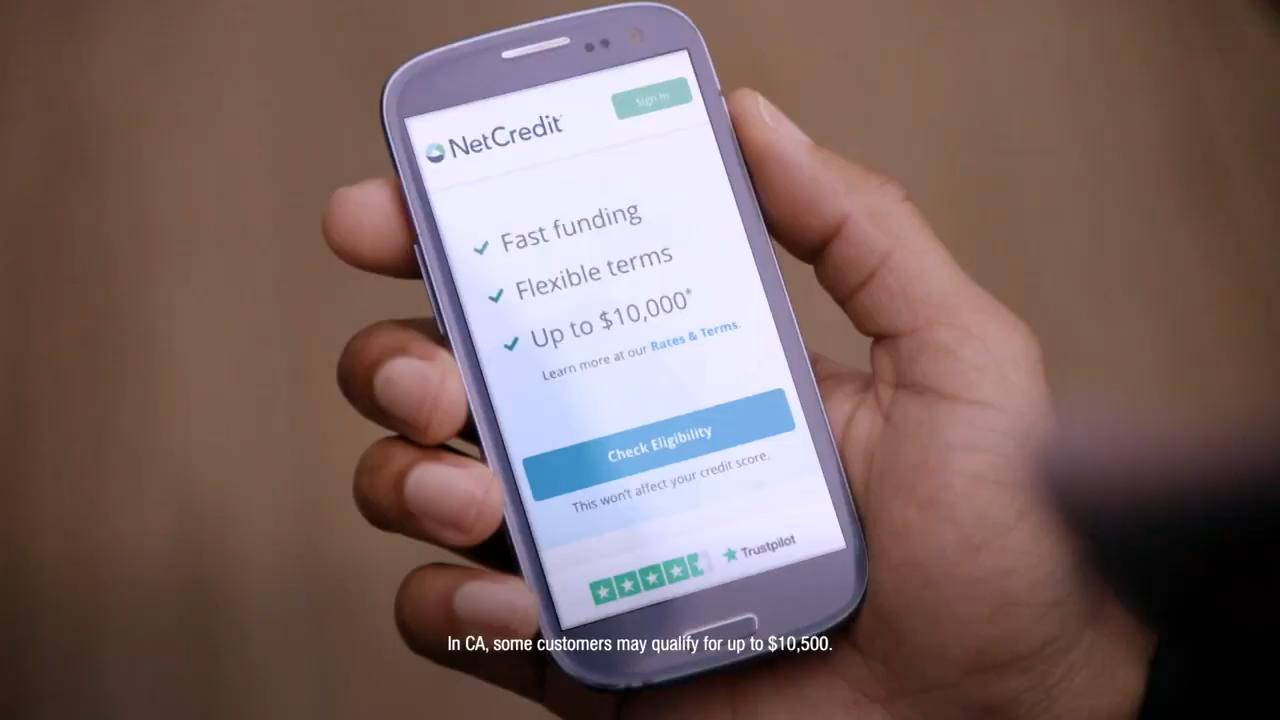 NetCredit
Sign In
Fast funding
Flexible terms
Up to $10,000*
Learn more at our Rates & Terms.
Check Eligibility
This won't affect your credit score.
Trustpilot
In CA, some customers may qualify for up to $10,500.